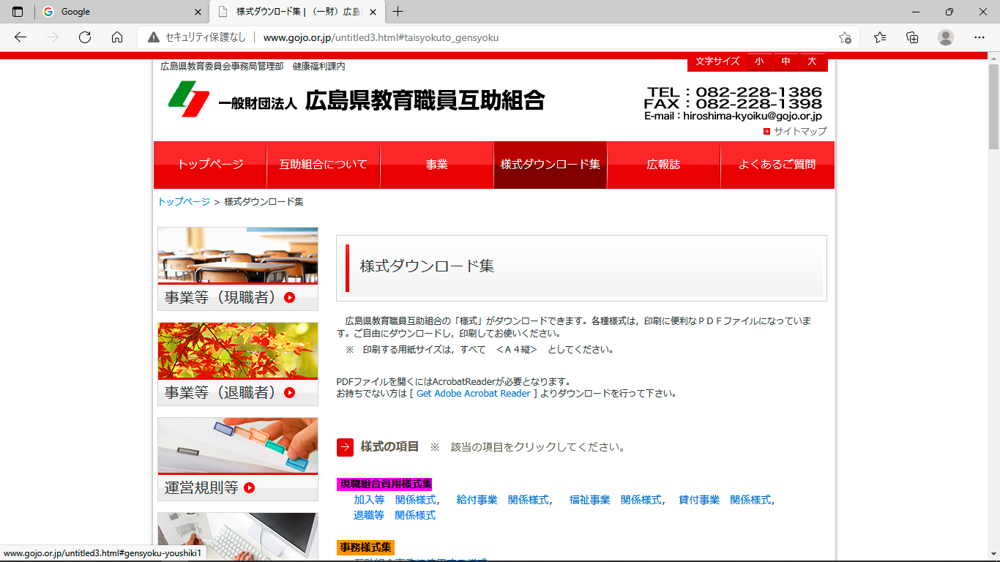 Google
様式ダウンロード集 | （一財）広島
セキュリティ保護なし
www.gojo.or.jp/untitled3.html#taisyokuto_gensyoku
広島県教育委員会事務局管理部　健康福利課内
文字サイズ 小 中 大
一般財団法人 広島県教育職員互助組合
TEL：082-228-1386
FAX：082-228-1398
E-mail：hiroshima-kyoiku@gojo.or.jp
サイトマップ
トップページ 互助組合について 事業 様式ダウンロード集 広報誌 よくあるご質問
トップページ > 様式ダウンロード集
事業等（現職者）
事業等（退職者）
運営規則等
様式ダウンロード集
広島県教育職員互助組合の「様式」がダウンロードできます。各種様式は，印刷に便利なＰＤＦファイルになっていま
す。ご自由にダウンロードし，印刷してお使いください。
※　印刷する用紙サイズは，すべて　＜Ａ４縦＞　としてください。
PDFファイルを開くにはAcrobatReaderが必要となります。
お持ちでない方は [ Get Adobe Acrobat Reader ] よりダウンロードを行って下さい。
様式の項目　※　該当の項目をクリックしてください。
現職組合員用様式集
加入等　関係様式，　給付事業　関係様式，　福祉事業　関係様式，　貸付事業　関係様式，
退職等　関係様式
事務様式集
互助組合事務に使用する様式
www.gojo.or.jp/untitled3.html#gensyoku-youshiki1